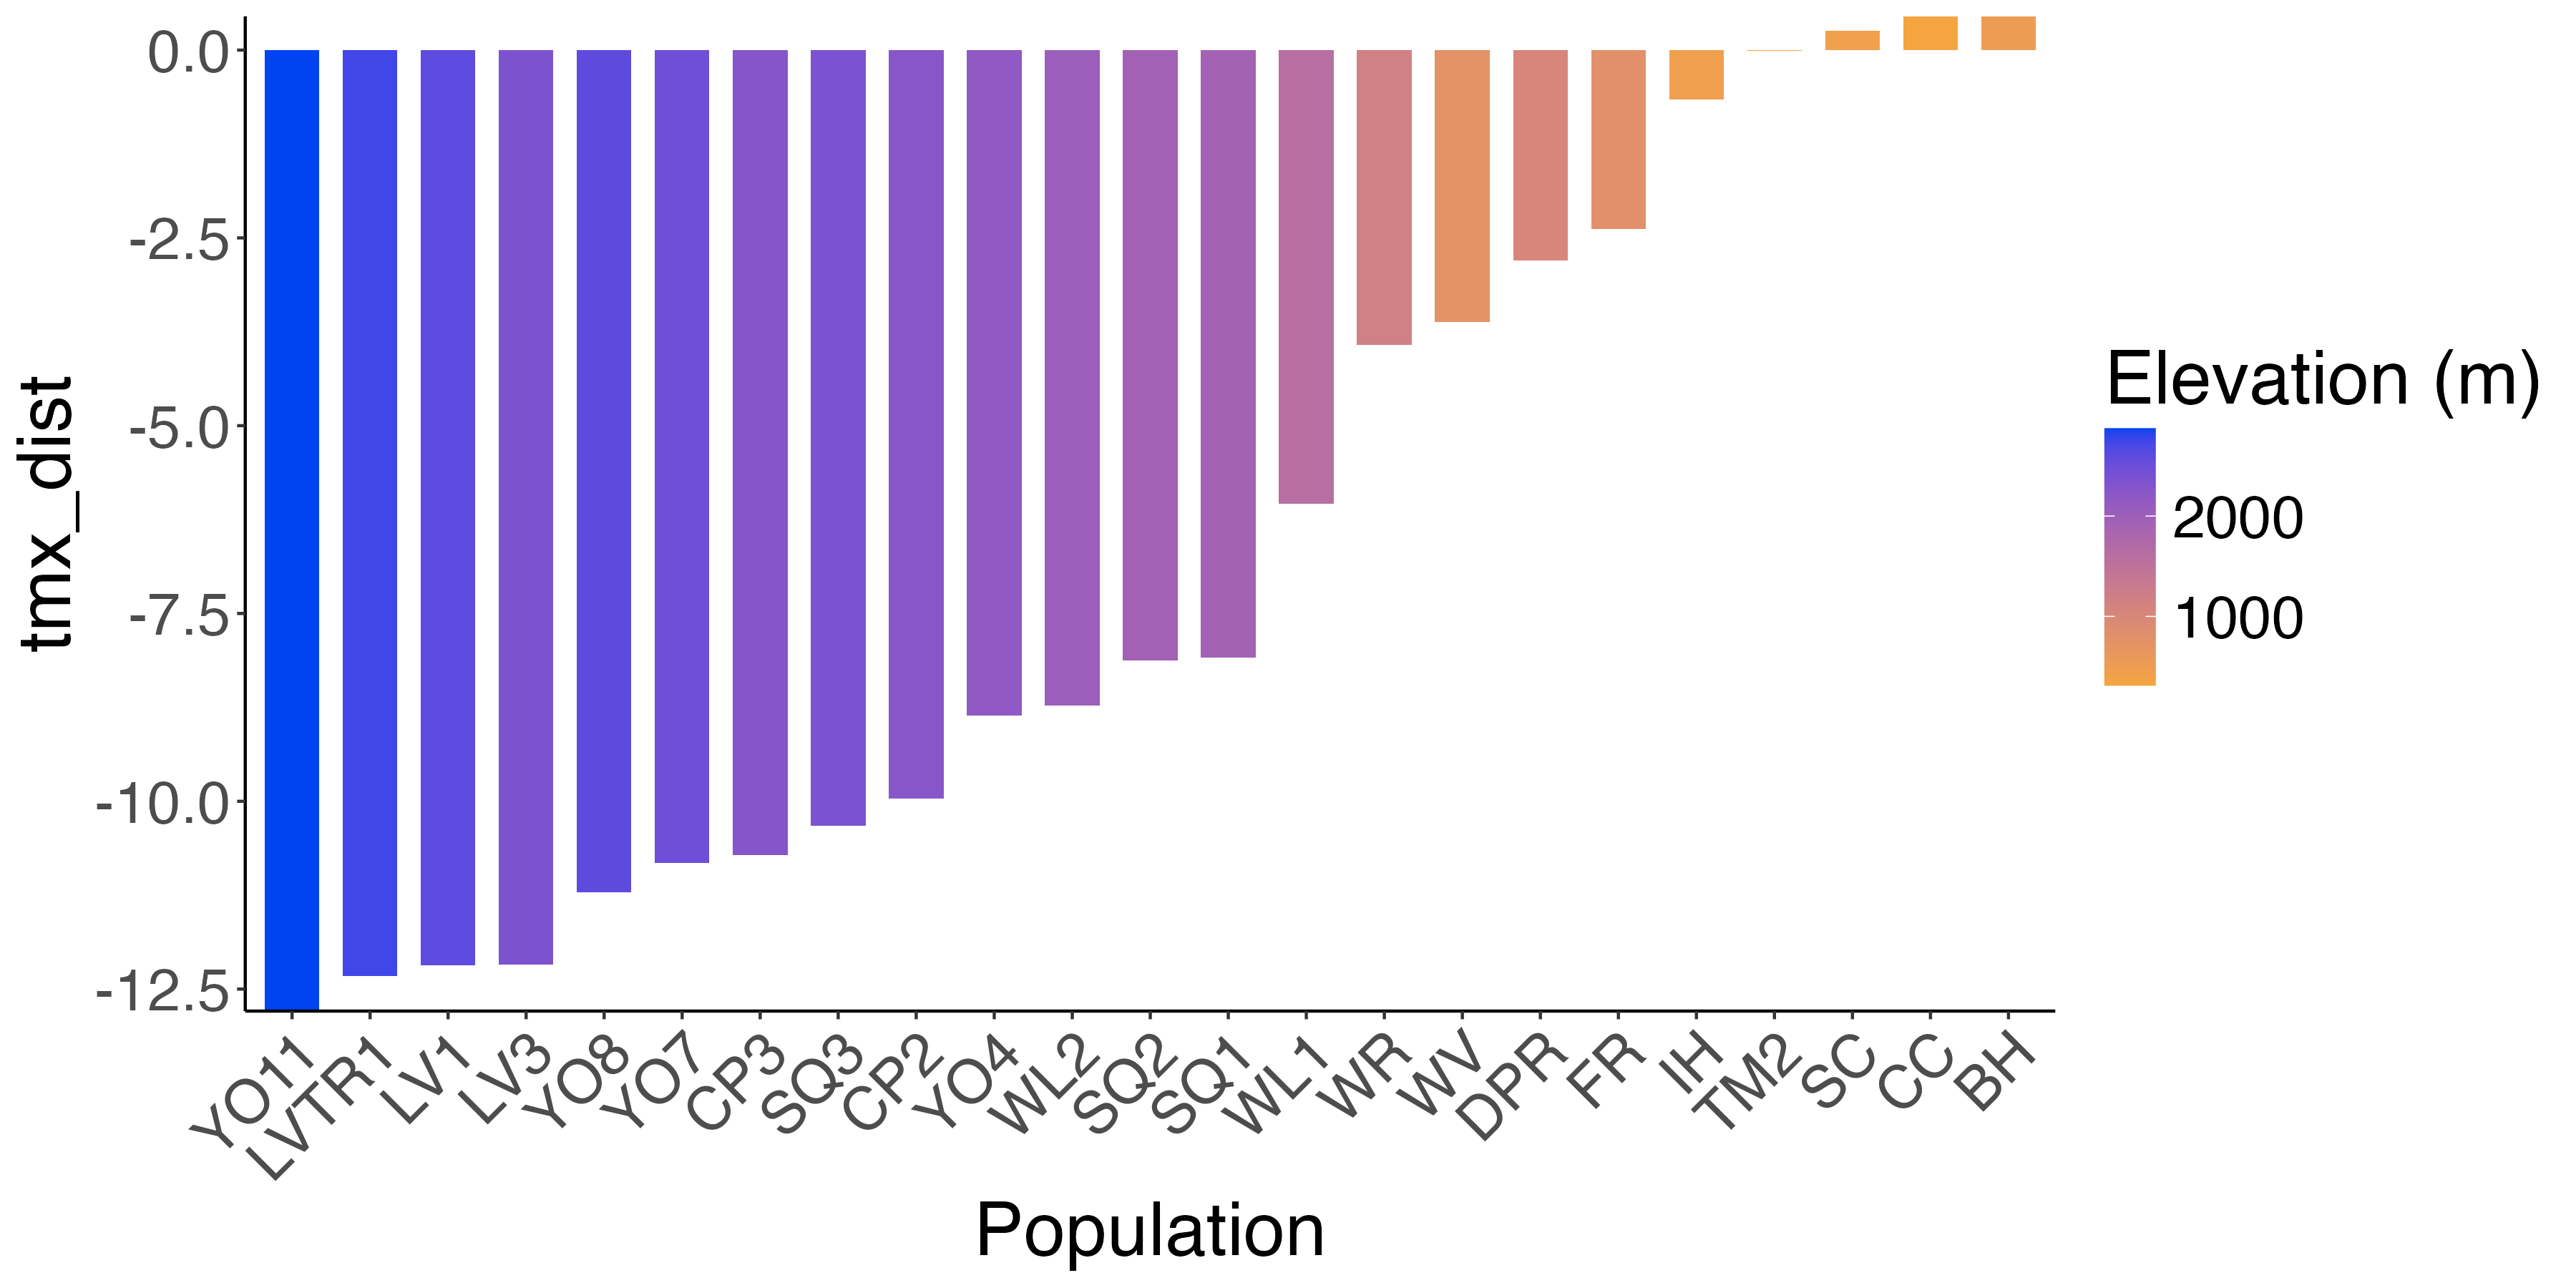 tmx_dist
0.0
-2.5
-5.0
-7.5
-10.0
-12.5
YO11
LVTR1
LV1
LV3
YO8
YO7
CP3
SQ3
CP2
YO4
WL2
SQ2
SQ1
WL1
WR
WV
DPR
FR
IH
TM2
SC
CC
BH
Population
Elevation (m)
2000
1000